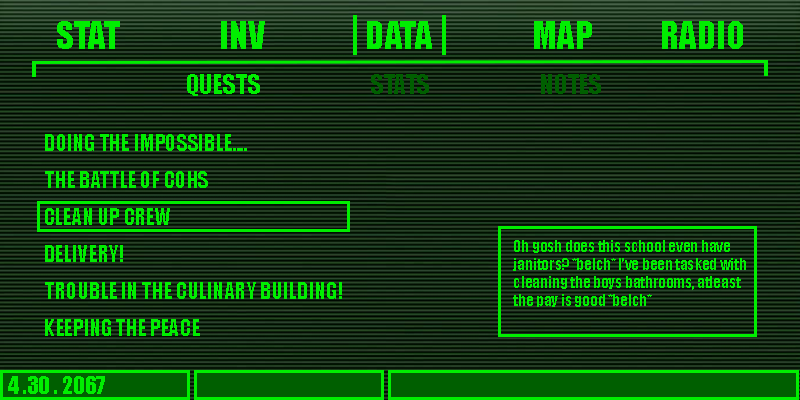 STAT INV DATA MAP RADIO
QUESTS STATS NOTES
DOING THE IMPOSSIBLE...
THE BATTLE OF COHS
CLEAN UP CREW
DELIVERY!
TROUBLE IN THE CULINARY BUILDING!
KEEPING THE PEACE
Oh gosh does this school even have
janitors? *belch* I've been tasked with
cleaning the boys bathrooms, atleast
the pay is good *belch*
4.30.2067